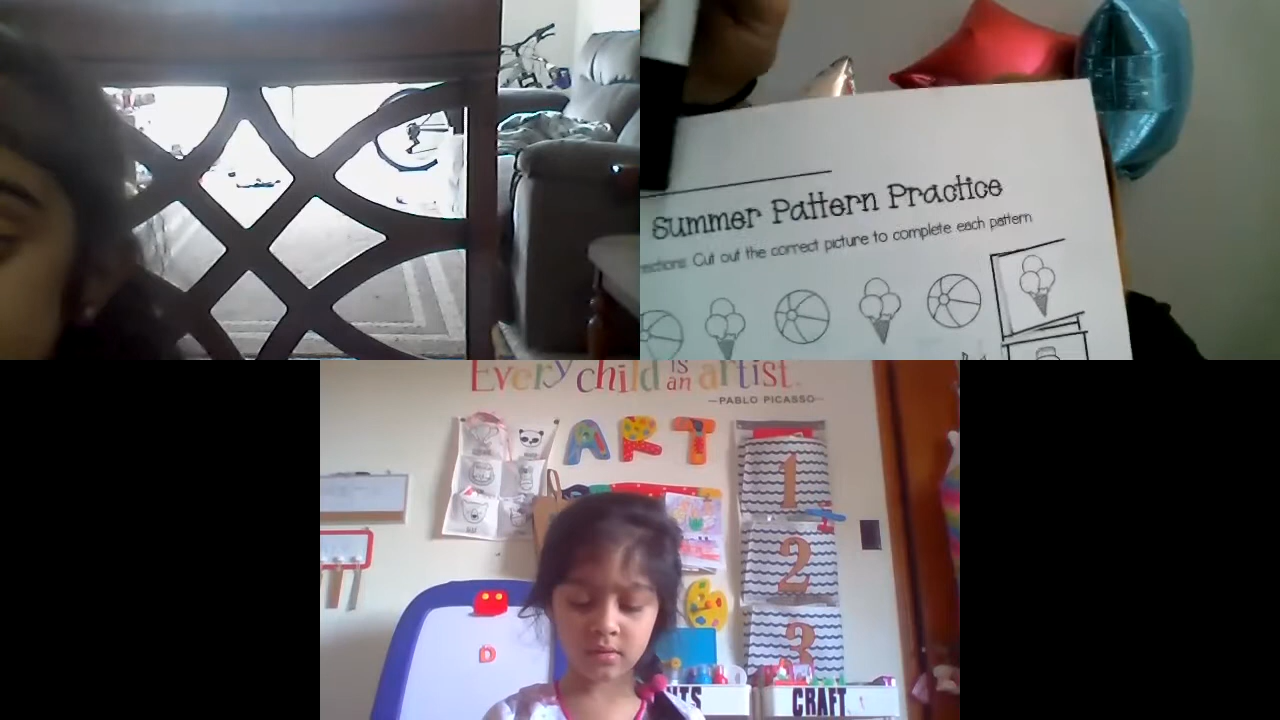 Summer Pattern Practice
Cut out the correct picture to complete each pattern
Every child is an artist.
—PABLO PICASSO—
ART
1
2
3
D
CRAFT